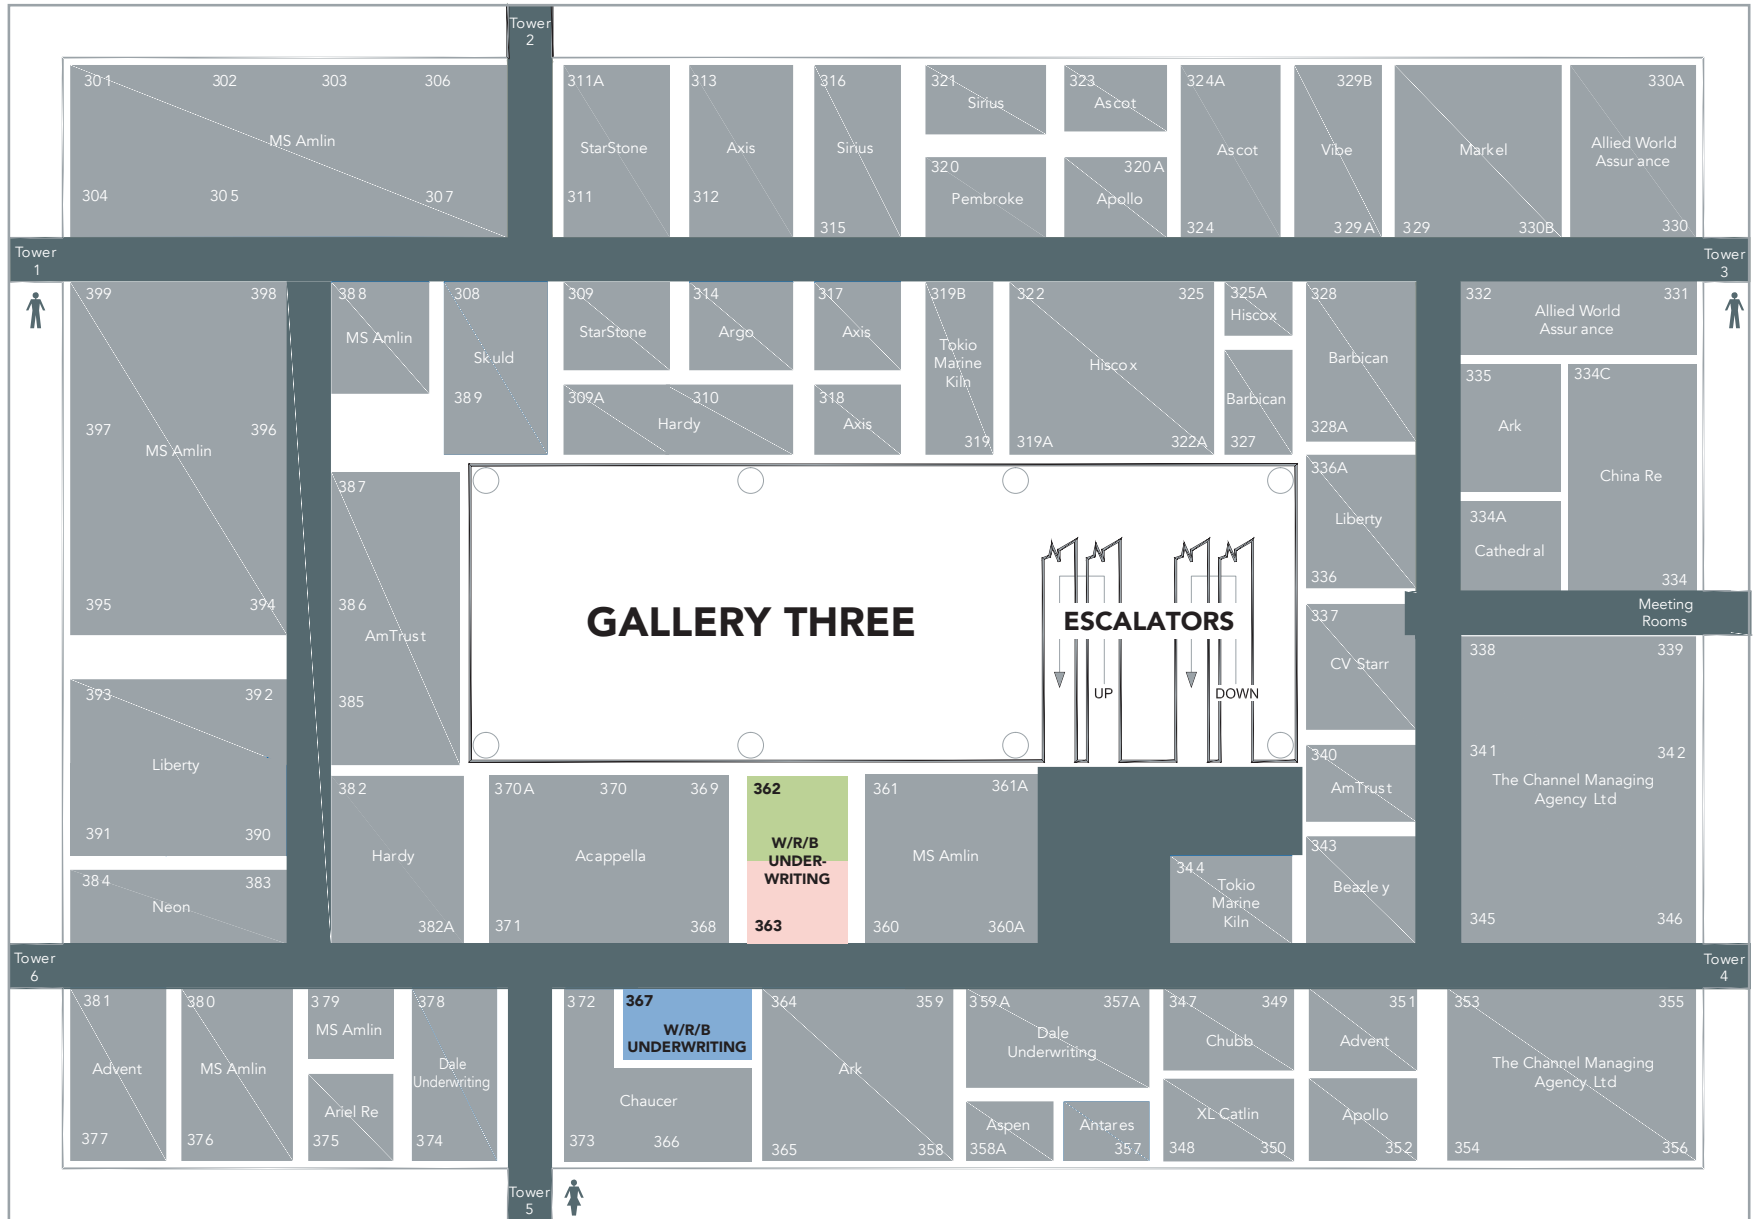 Tower
2
301 302 303 306
MS Amlin
304 305 307
311A
StarStone
311
313
Axis
312
316
Sirius
315
321
Sirius
320
Pembroke
323
Ascot
320A
Apollo
324A
Ascot
324
329B
Vibe
329A
Markel
329 330B
330A
Allied World
Assurance
330
Tower
1
Tower
3
399 398
397 396
MS Amlin
395 394
388
MS Amlin
308
Skuld
389
309
StarStone
314
Argo
317
Axis
309A 310
Hardy
318
Axis
319B
Tokio
Marine
Kiln
319
322 325
Hiscox
319A 322A
325A
Hiscox
Barbican
327
328
Barbican
328A
332 331
Allied World
Assurance
335
Ark
334C
China Re
334
334A
Cathedral
387
386
AmTrust
385
GALLERY THREE
ESCALATORS
UP
DOWN
336A
Liberty
336
337
CV Starr
Meeting
Rooms
338 339
341 342
The Channel Managing
Agency Ltd
345 346
340
AmTrust
343
Beazley
393 392
Liberty
391 390
384 383
Neon
382
Hardy
382A
370A 370 369
Acappella
371 368
362
W/R/B
UNDER-
WRITING
363
361 361A
MS Amlin
360 360A
344
Tokio
Marine
Kiln
Tower
6
Tower
4
381
Advent
377
380
MS Amlin
376
379
MS Amlin
Ariel Re
375
378
Dale
Underwriting
374
372
Chaucer
373 366
367
W/R/B
UNDERWRITING
364 359
Ark
365 358
359A 357A
Dale
Underwriting
Aspen
358A
Antares
357
347 349
Chubb
XL Catlin
348 350
351
Advent
Apollo
352
353 355
The Channel Managing
Agency Ltd
354 356
Tower
5